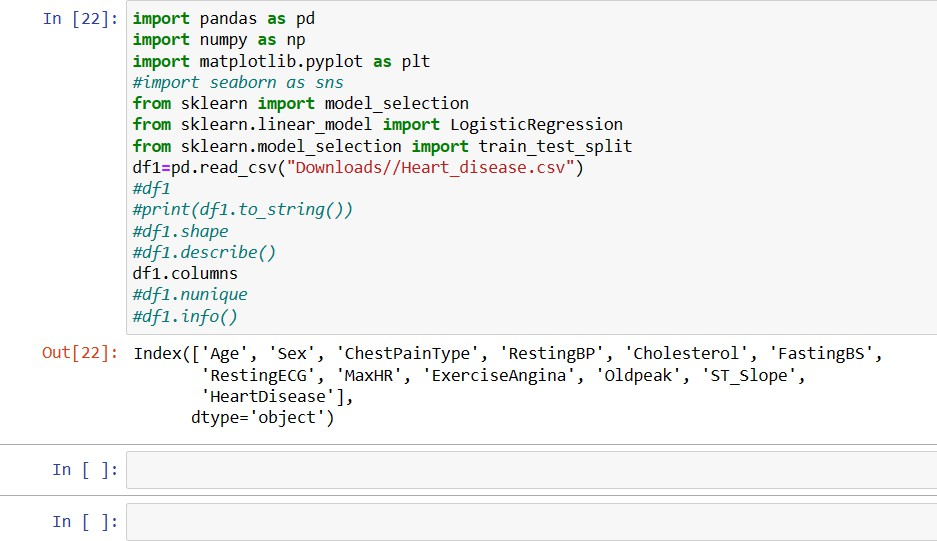 In [22]: import pandas as pd
import numpy as np
import matplotlib.pyplot as plt
#import seaborn as sns
from sklearn import model_selection
from sklearn.linear_model import LogisticRegression
from sklearn.model_selection import train_test_split
df1=pd.read_csv("Downloads//Heart_disease.csv")
#df1
#print(df1.to_string())
#df1.shape
#df1.describe()
df1.columns
#df1.nunique
#df1.info()
Out[22]: Index(['Age', 'Sex', 'ChestPainType', 'RestingBP', 'Cholesterol', 'FastingBS',
'RestingECG', 'MaxHR', 'ExerciseAngina', 'Oldpeak', 'ST_Slope',
'HeartDisease'],
dtype='object')
In [ ]:
In [ ]: